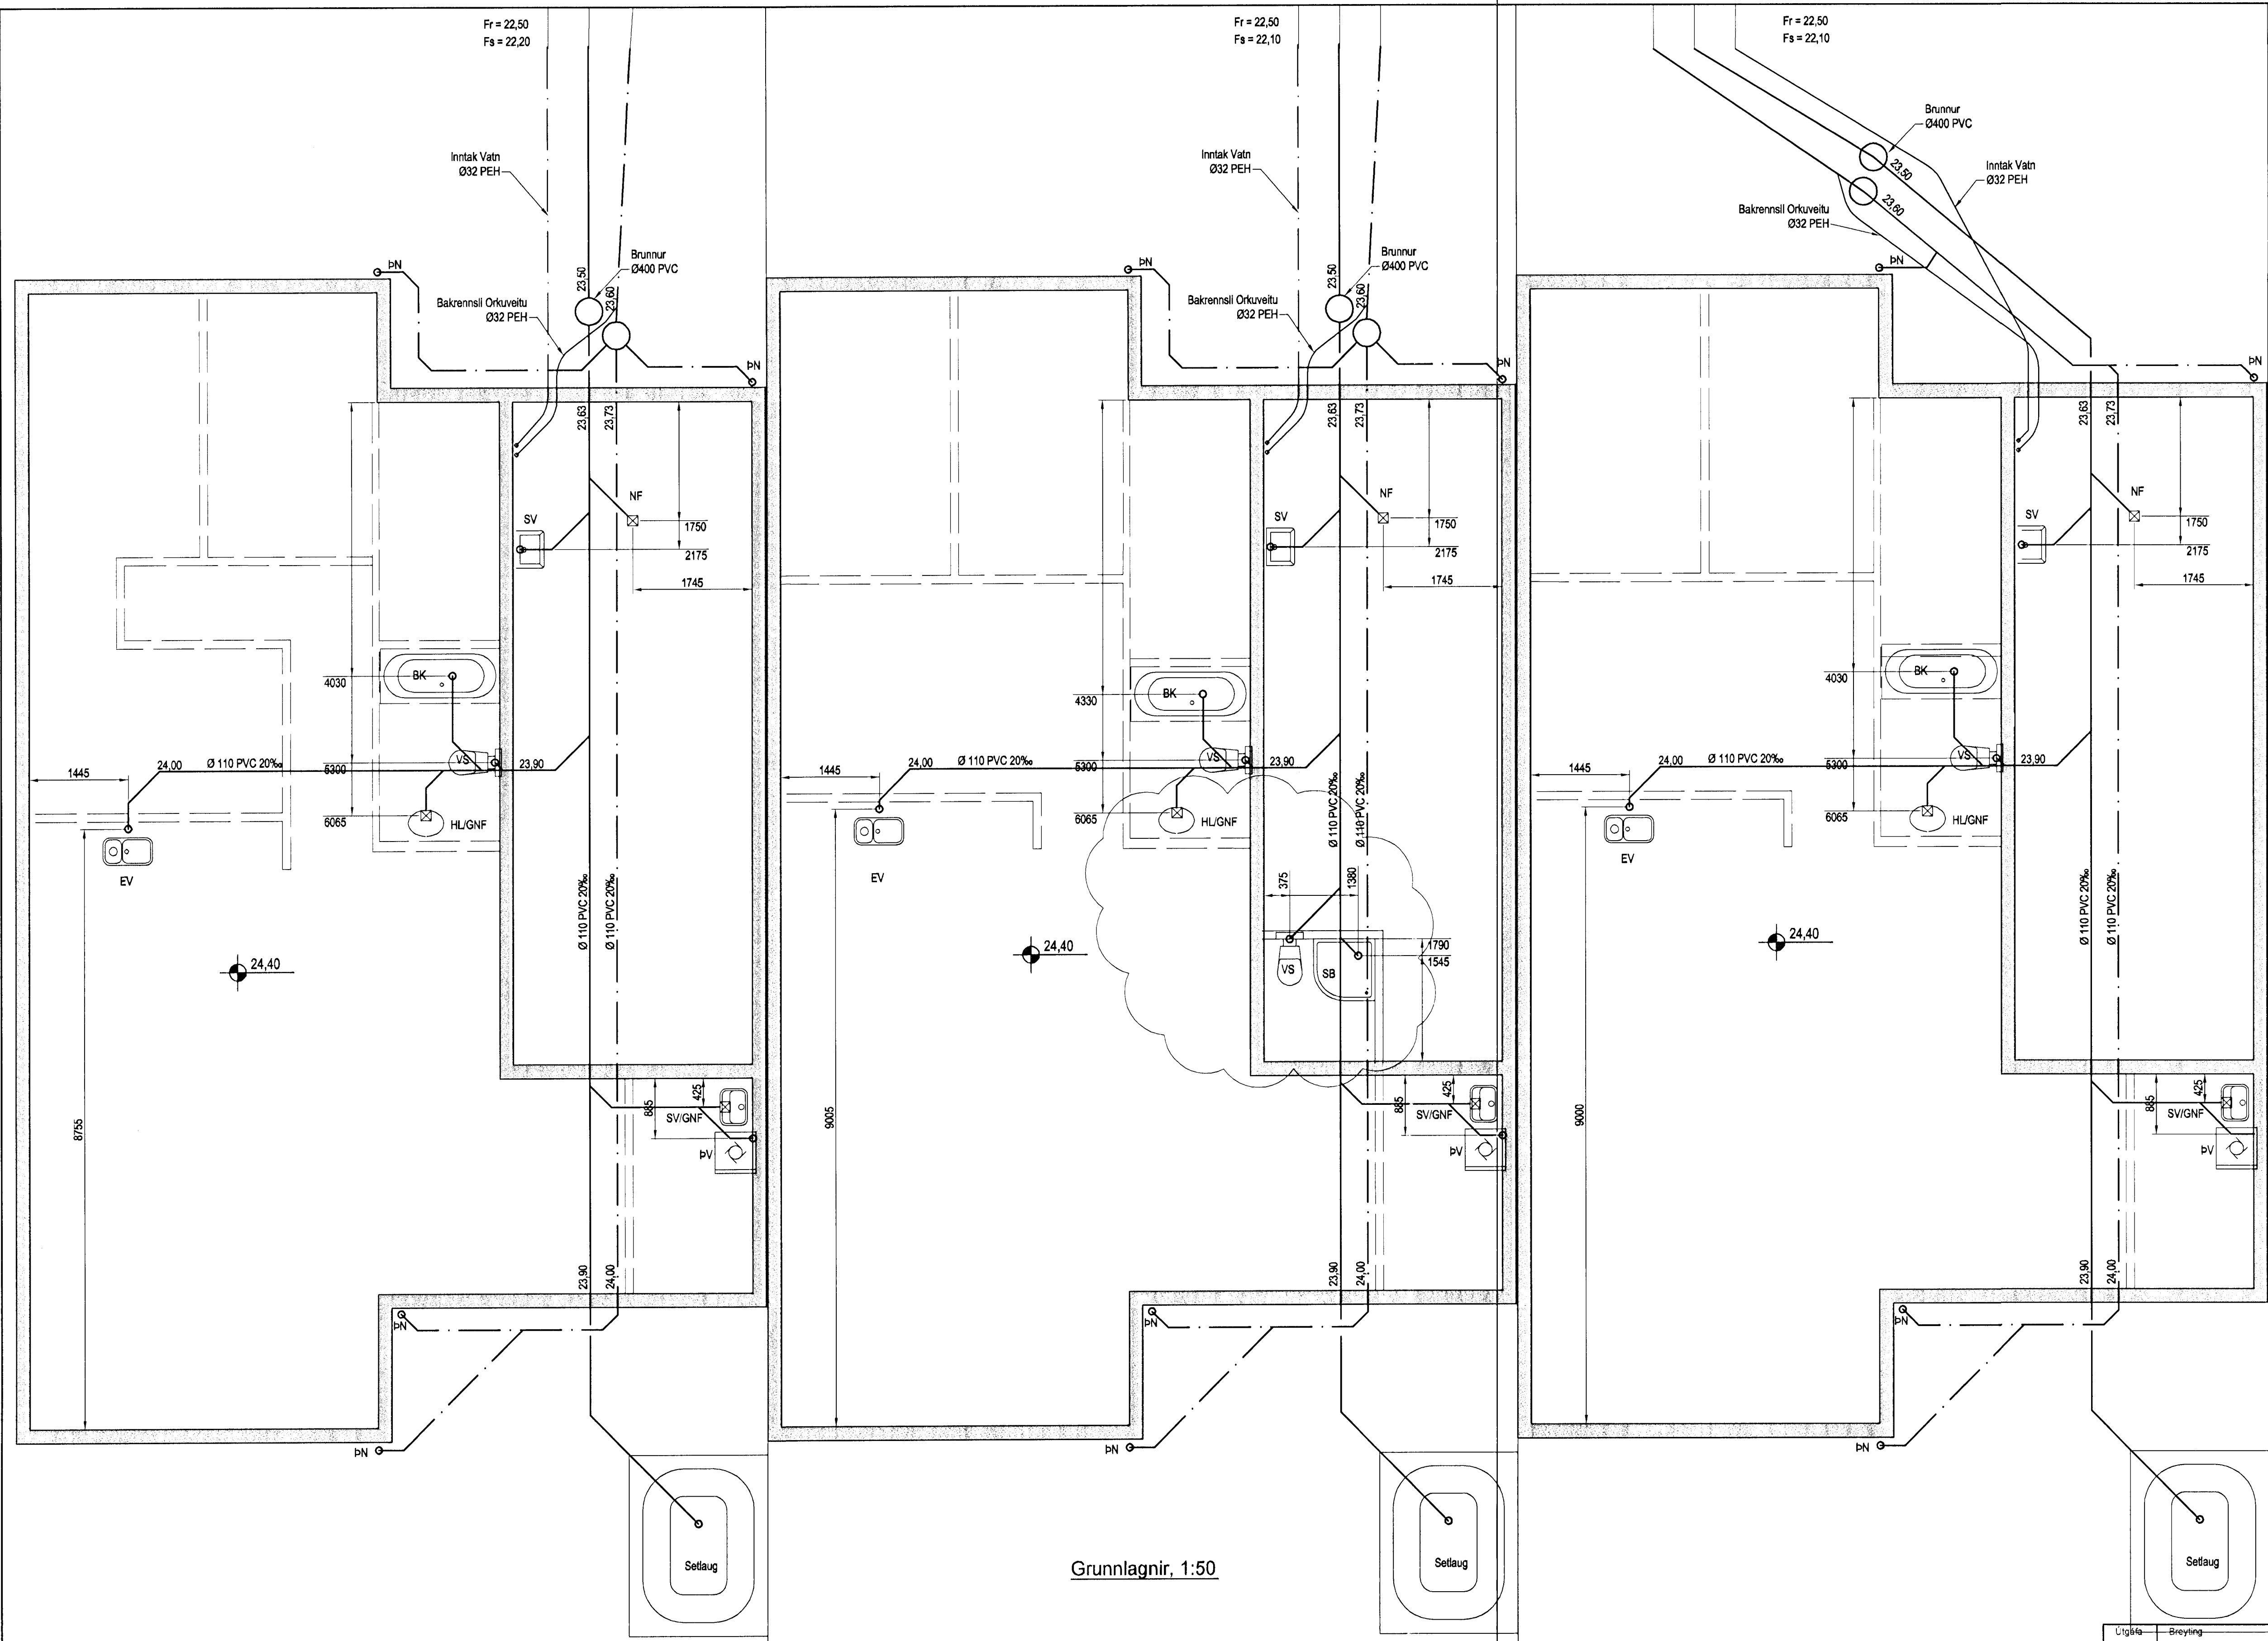 Fr = 22,50
Fs = 22,20
Inntak Vatn
Ø32 PEH
Brunnur
Ø400 PVC
Bakrennsli Orkuveitu
Ø32 PEH
23,50
23,60
ÞN
ÞN
23,63
23,73
NF
SV
1750
2175
1745
BK
4030
VS
1445
24,00
Ø 110 PVC 20‰
5300
23,90
6065
HL/GNF
EV
Ø 110 PVC 20‰
Ø 110 PVC 20‰
24,40
8755
885
425
SV/GNF
ÞV
23,90
24,00
ÞN
ÞN
Setlaug
Fr = 22,50
Fs = 22,10
Inntak Vatn
Ø32 PEH
Brunnur
Ø400 PVC
Bakrennsli Orkuveitu
Ø32 PEH
23,50
23,60
ÞN
ÞN
23,63
23,73
NF
SV
1750
2175
1745
BK
4330
VS
1445
24,00
Ø 110 PVC 20‰
5300
23,90
6065
HL/GNF
EV
Ø 110 PVC 20‰
Ø 110 PVC 20‰
375
1380
24,40
1790
1545
VS
SB
9005
885
425
SV/GNF
ÞV
23,90
24,00
ÞN
ÞN
Setlaug
Fr = 22,50
Fs = 22,10
Brunnur
Ø400 PVC
Inntak Vatn
Ø32 PEH
23,50
23,60
Bakrennsli Orkuveitu
Ø32 PEH
ÞN
ÞN
23,63
23,73
NF
SV
1750
2175
1745
BK
4030
VS
1445
24,00
Ø 110 PVC 20‰
5300
23,90
6065
HL/GNF
EV
Ø 110 PVC 20‰
Ø 110 PVC 20‰
24,40
9000
885
425
SV/GNF
ÞV
23,90
24,00
ÞN
ÞN
Setlaug
Grunnlagnir, 1:50
Útgáfa
Breyting